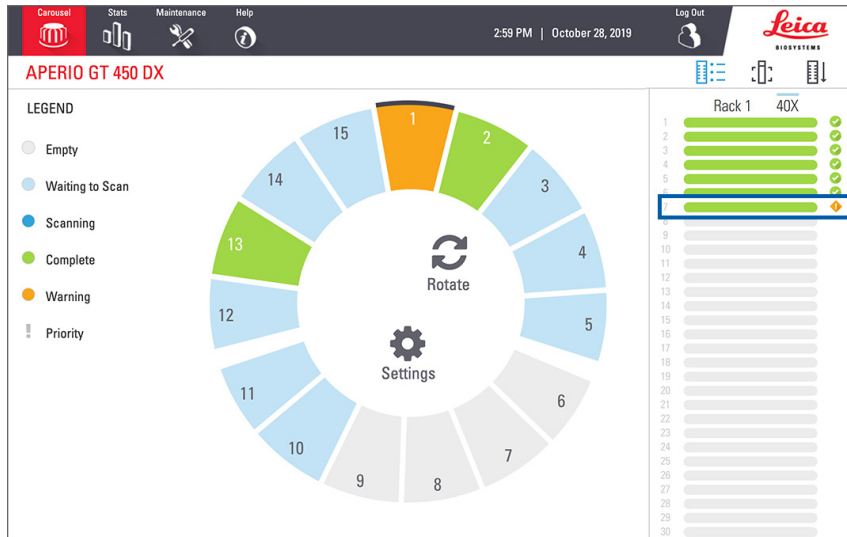 Carousel Stats Maintenance Help
2:59 PM | October 28, 2019
Log Out
Leica
BIOSYSTEMS
APERIO GT 450 DX
LEGEND
Empty
Waiting to Scan
Scanning
Complete
Warning
! Priority
1
2
3
4
5
6
7
8
9
10
11
12
13
14
15
Rotate
Settings
Rack 1 40X
1
2
3
4
5
6
7
8
9
10
11
12
13
14
15
16
17
18
19
20
21
22
23
24
25
26
27
28
29
30